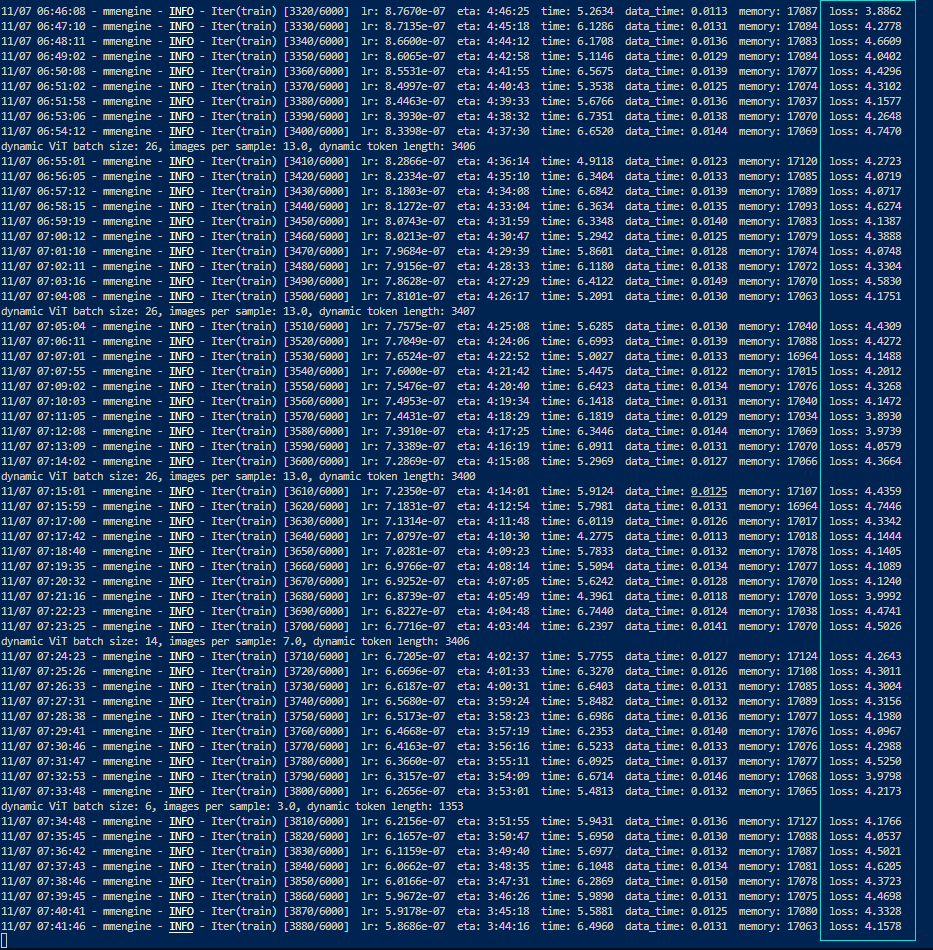 11/07 06:46:08 - mmengine - INFO - Iter(train) [3320/6000]  lr: 8.7670e-07  eta: 4:46:25  time: 5.2634  data_time: 0.0113  memory: 17087  loss: 3.8862
11/07 06:47:10 - mmengine - INFO - Iter(train) [3330/6000]  lr: 8.7135e-07  eta: 4:45:18  time: 6.1286  data_time: 0.0131  memory: 17084  loss: 4.2778
11/07 06:48:11 - mmengine - INFO - Iter(train) [3340/6000]  lr: 8.6600e-07  eta: 4:44:12  time: 6.1708  data_time: 0.0136  memory: 17083  loss: 4.6609
11/07 06:49:02 - mmengine - INFO - Iter(train) [3350/6000]  lr: 8.6065e-07  eta: 4:42:58  time: 5.1146  data_time: 0.0129  memory: 17084  loss: 4.0402
11/07 06:50:08 - mmengine - INFO - Iter(train) [3360/6000]  lr: 8.5531e-07  eta: 4:41:55  time: 6.5675  data_time: 0.0139  memory: 17077  loss: 4.4296
11/07 06:51:02 - mmengine - INFO - Iter(train) [3370/6000]  lr: 8.4997e-07  eta: 4:40:43  time: 5.3538  data_time: 0.0125  memory: 17074  loss: 4.3102
11/07 06:51:58 - mmengine - INFO - Iter(train) [3380/6000]  lr: 8.4463e-07  eta: 4:39:33  time: 5.6766  data_time: 0.0136  memory: 17037  loss: 4.1577
11/07 06:53:06 - mmengine - INFO - Iter(train) [3390/6000]  lr: 8.3930e-07  eta: 4:38:32  time: 6.7351  data_time: 0.0138  memory: 17070  loss: 4.2648
11/07 06:54:12 - mmengine - INFO - Iter(train) [3400/6000]  lr: 8.3398e-07  eta: 4:37:30  time: 6.6520  data_time: 0.0144  memory: 17069  loss: 4.7470
dynamic ViT batch size: 26, images per sample: 13.0, dynamic token length: 3406
11/07 06:55:01 - mmengine - INFO - Iter(train) [3410/6000]  lr: 8.2866e-07  eta: 4:36:14  time: 4.9118  data_time: 0.0123  memory: 17120  loss: 4.2723
11/07 06:56:05 - mmengine - INFO - Iter(train) [3420/6000]  lr: 8.2334e-07  eta: 4:35:10  time: 6.3404  data_time: 0.0133  memory: 17085  loss: 4.0719
11/07 06:57:12 - mmengine - INFO - Iter(train) [3430/6000]  lr: 8.1803e-07  eta: 4:34:08  time: 6.6842  data_time: 0.0139  memory: 17089  loss: 4.0717
11/07 06:58:15 - mmengine - INFO - Iter(train) [3440/6000]  lr: 8.1272e-07  eta: 4:33:04  time: 6.3634  data_time: 0.0135  memory: 17093  loss: 4.6274
11/07 06:59:19 - mmengine - INFO - Iter(train) [3450/6000]  lr: 8.0743e-07  eta: 4:31:59  time: 6.3348  data_time: 0.0140  memory: 17083  loss: 4.1387
11/07 07:00:12 - mmengine - INFO - Iter(train) [3460/6000]  lr: 8.0213e-07  eta: 4:30:47  time: 5.2942  data_time: 0.0125  memory: 17079  loss: 4.3888
11/07 07:01:10 - mmengine - INFO - Iter(train) [3470/6000]  lr: 7.9684e-07  eta: 4:29:39  time: 5.8601  data_time: 0.0128  memory: 17074  loss: 4.0748
11/07 07:02:11 - mmengine - INFO - Iter(train) [3480/6000]  lr: 7.9156e-07  eta: 4:28:33  time: 6.1180  data_time: 0.0138  memory: 17072  loss: 4.3304
11/07 07:03:16 - mmengine - INFO - Iter(train) [3490/6000]  lr: 7.8628e-07  eta: 4:27:29  time: 6.4122  data_time: 0.0149  memory: 17070  loss: 4.5830
11/07 07:04:08 - mmengine - INFO - Iter(train) [3500/6000]  lr: 7.8101e-07  eta: 4:26:17  time: 5.2091  data_time: 0.0130  memory: 17063  loss: 4.1751
dynamic ViT batch size: 26, images per sample: 13.0, dynamic token length: 3407
11/07 07:05:04 - mmengine - INFO - Iter(train) [3510/6000]  lr: 7.7575e-07  eta: 4:25:08  time: 5.6285  data_time: 0.0130  memory: 17040  loss: 4.4309
11/07 07:06:11 - mmengine - INFO - Iter(train) [3520/6000]  lr: 7.7049e-07  eta: 4:24:06  time: 6.6993  data_time: 0.0139  memory: 17088  loss: 4.4272
11/07 07:07:01 - mmengine - INFO - Iter(train) [3530/6000]  lr: 7.6524e-07  eta: 4:22:52  time: 5.0027  data_time: 0.0133  memory: 16964  loss: 4.1488
11/07 07:07:55 - mmengine - INFO - Iter(train) [3540/6000]  lr: 7.6000e-07  eta: 4:21:42  time: 5.4475  data_time: 0.0122  memory: 17015  loss: 4.2012
11/07 07:09:02 - mmengine - INFO - Iter(train) [3550/6000]  lr: 7.5476e-07  eta: 4:20:40  time: 6.6423  data_time: 0.0134  memory: 17076  loss: 4.3268
11/07 07:10:03 - mmengine - INFO - Iter(train) [3560/6000]  lr: 7.4953e-07  eta: 4:19:34  time: 6.1418  data_time: 0.0131  memory: 17040  loss: 4.1472
11/07 07:11:05 - mmengine - INFO - Iter(train) [3570/6000]  lr: 7.4431e-07  eta: 4:18:29  time: 6.1819  data_time: 0.0129  memory: 17034  loss: 3.8930
11/07 07:12:08 - mmengine - INFO - Iter(train) [3580/6000]  lr: 7.3910e-07  eta: 4:17:25  time: 6.3446  data_time: 0.0144  memory: 17069  loss: 3.9739
11/07 07:13:09 - mmengine - INFO - Iter(train) [3590/6000]  lr: 7.3389e-07  eta: 4:16:19  time: 6.0911  data_time: 0.0131  memory: 17070  loss: 4.0579
11/07 07:14:02 - mmengine - INFO - Iter(train) [3600/6000]  lr: 7.2869e-07  eta: 4:15:08  time: 5.2969  data_time: 0.0127  memory: 17066  loss: 4.3664
dynamic ViT batch size: 26, images per sample: 13.0, dynamic token length: 3400
11/07 07:15:01 - mmengine - INFO - Iter(train) [3610/6000]  lr: 7.2350e-07  eta: 4:14:01  time: 5.9124  data_time: 0.0125  memory: 17107  loss: 4.4359
11/07 07:15:59 - mmengine - INFO - Iter(train) [3620/6000]  lr: 7.1831e-07  eta: 4:12:54  time: 5.7981  data_time: 0.0131  memory: 16964  loss: 4.7446
11/07 07:17:00 - mmengine - INFO - Iter(train) [3630/6000]  lr: 7.1314e-07  eta: 4:11:48  time: 6.0119  data_time: 0.0126  memory: 17017  loss: 4.3342
11/07 07:17:42 - mmengine - INFO - Iter(train) [3640/6000]  lr: 7.0797e-07  eta: 4:10:30  time: 4.2775  data_time: 0.0113  memory: 17018  loss: 4.1444
11/07 07:18:40 - mmengine - INFO - Iter(train) [3650/6000]  lr: 7.0281e-07  eta: 4:09:23  time: 5.7833  data_time: 0.0132  memory: 17078  loss: 4.1405
11/07 07:19:35 - mmengine - INFO - Iter(train) [3660/6000]  lr: 6.9766e-07  eta: 4:08:14  time: 5.5094  data_time: 0.0134  memory: 17077  loss: 4.1089
11/07 07:20:32 - mmengine - INFO - Iter(train) [3670/6000]  lr: 6.9252e-07  eta: 4:07:05  time: 5.6242  data_time: 0.0128  memory: 17070  loss: 4.1240
11/07 07:21:16 - mmengine - INFO - Iter(train) [3680/6000]  lr: 6.8739e-07  eta: 4:05:49  time: 4.3961  data_time: 0.0118  memory: 17070  loss: 3.9992
11/07 07:22:23 - mmengine - INFO - Iter(train) [3690/6000]  lr: 6.8227e-07  eta: 4:04:48  time: 6.7440  data_time: 0.0124  memory: 17038  loss: 4.4741
11/07 07:23:25 - mmengine - INFO - Iter(train) [3700/6000]  lr: 6.7716e-07  eta: 4:03:44  time: 6.2397  data_time: 0.0141  memory: 17070  loss: 4.5026
dynamic ViT batch size: 14, images per sample: 7.0, dynamic token length: 3406
11/07 07:24:23 - mmengine - INFO - Iter(train) [3710/6000]  lr: 6.7205e-07  eta: 4:02:37  time: 5.7755  data_time: 0.0127  memory: 17124  loss: 4.2643
11/07 07:25:26 - mmengine - INFO - Iter(train) [3720/6000]  lr: 6.6696e-07  eta: 4:01:33  time: 6.3270  data_time: 0.0126  memory: 17108  loss: 4.3011
11/07 07:26:33 - mmengine - INFO - Iter(train) [3730/6000]  lr: 6.6187e-07  eta: 4:00:31  time: 6.6403  data_time: 0.0131  memory: 17085  loss: 4.3004
11/07 07:27:31 - mmengine - INFO - Iter(train) [3740/6000]  lr: 6.5680e-07  eta: 3:59:24  time: 5.8482  data_time: 0.0132  memory: 17089  loss: 4.3156
11/07 07:28:38 - mmengine - INFO - Iter(train) [3750/6000]  lr: 6.5173e-07  eta: 3:58:23  time: 6.6986  data_time: 0.0136  memory: 17077  loss: 4.1980
11/07 07:29:41 - mmengine - INFO - Iter(train) [3760/6000]  lr: 6.4668e-07  eta: 3:57:19  time: 6.2353  data_time: 0.0140  memory: 17076  loss: 4.0967
11/07 07:30:46 - mmengine - INFO - Iter(train) [3770/6000]  lr: 6.4163e-07  eta: 3:56:16  time: 6.5233  data_time: 0.0133  memory: 17076  loss: 4.2988
11/07 07:31:47 - mmengine - INFO - Iter(train) [3780/6000]  lr: 6.3660e-07  eta: 3:55:11  time: 6.0925  data_time: 0.0137  memory: 17077  loss: 4.5250
11/07 07:32:53 - mmengine - INFO - Iter(train) [3790/6000]  lr: 6.3157e-07  eta: 3:54:09  time: 6.6714  data_time: 0.0146  memory: 17068  loss: 3.9798
11/07 07:33:48 - mmengine - INFO - Iter(train) [3800/6000]  lr: 6.2656e-07  eta: 3:53:01  time: 5.4813  data_time: 0.0132  memory: 17065  loss: 4.2173
dynamic ViT batch size: 6, images per sample: 3.0, dynamic token length: 1353
11/07 07:34:48 - mmengine - INFO - Iter(train) [3810/6000]  lr: 6.2156e-07  eta: 3:51:55  time: 5.9431  data_time: 0.0136  memory: 17127  loss: 4.1766
11/07 07:35:45 - mmengine - INFO - Iter(train) [3820/6000]  lr: 6.1657e-07  eta: 3:50:47  time: 5.6950  data_time: 0.0130  memory: 17088  loss: 4.0537
11/07 07:36:42 - mmengine - INFO - Iter(train) [3830/6000]  lr: 6.1159e-07  eta: 3:49:40  time: 5.6977  data_time: 0.0132  memory: 17087  loss: 4.5021
11/07 07:37:43 - mmengine - INFO - Iter(train) [3840/6000]  lr: 6.0662e-07  eta: 3:48:35  time: 6.1048  data_time: 0.0134  memory: 17081  loss: 4.6205
11/07 07:38:46 - mmengine - INFO - Iter(train) [3850/6000]  lr: 6.0166e-07  eta: 3:47:31  time: 6.2869  data_time: 0.0150  memory: 17078  loss: 4.3723
11/07 07:39:45 - mmengine - INFO - Iter(train) [3860/6000]  lr: 5.9672e-07  eta: 3:46:26  time: 5.9890  data_time: 0.0131  memory: 17075  loss: 4.4698
11/07 07:40:41 - mmengine - INFO - Iter(train) [3870/6000]  lr: 5.9178e-07  eta: 3:45:18  time: 5.5881  data_time: 0.0125  memory: 17080  loss: 4.3328
11/07 07:41:46 - mmengine - INFO - Iter(train) [3880/6000]  lr: 5.8686e-07  eta: 3:44:16  time: 6.4960  data_time: 0.0131  memory: 17063  loss: 4.1578